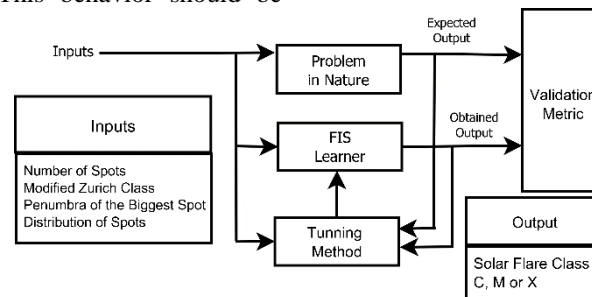 This behavior should be
Expected
Output
Inputs
Problem
in Nature
Validation
Metric
Obtained
Output
FIS
Learner
Inputs
Number of Spots
Modified Zurich Class
Penumbra of the Biggest Spot
Distribution of Spots
Tunning
Method
Output
Solar Flare Class
C, M or X